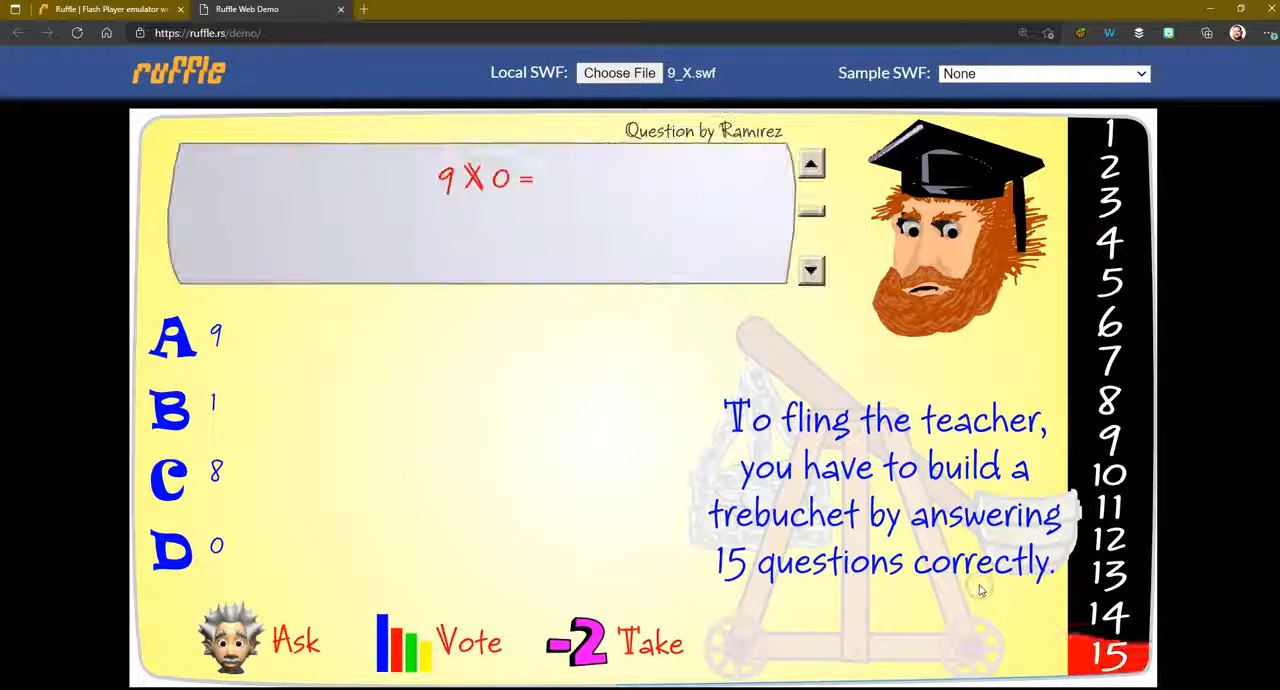 Ruffle | Flash Player emulator w
Ruffle Web Demo
https://ruffle.rs/demo/
ruffle
Local SWF: Choose File 9_X.swf
Sample SWF: None
Question by Ramirez
9 X 0 =
A 9
B 1
C 8
D 0
To fling the teacher,
you have to build a
trebuchet by answering
15 questions correctly.
Ask
Vote
-2 Take
1
2
3
4
5
6
7
8
9
10
11
12
13
14
15